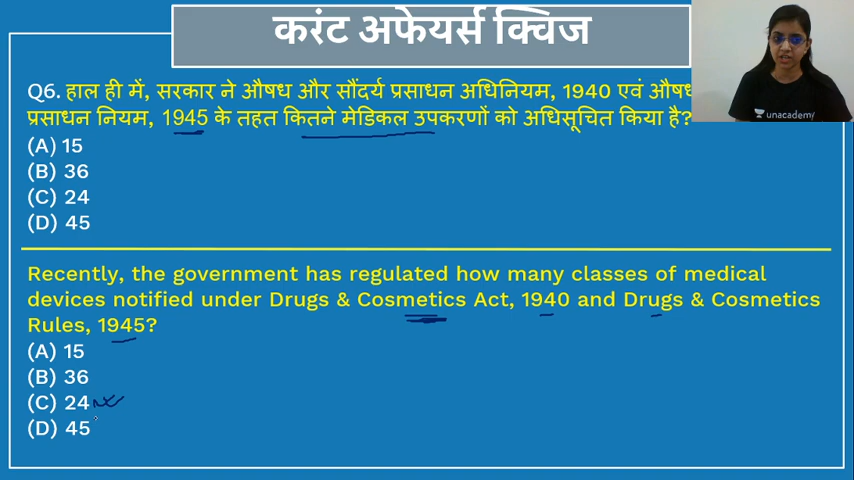 करंट अफेयर्स क्विज
Q6. हाल ही में, सरकार ने औषध और सौंदर्य प्रसाधन अधिनियम, 1940 एवं औषध
प्रसाधन नियम, 1945 के तहत कितने मेडिकल उपकरणों को अधिसूचित किया है?
(A) 15
(B) 36
(C) 24
(D) 45
Recently, the government has regulated how many classes of medical
devices notified under Drugs & Cosmetics Act, 1940 and Drugs & Cosmetics
Rules, 1945?
(A) 15
(B) 36
(C) 24
(D) 45
unacademy